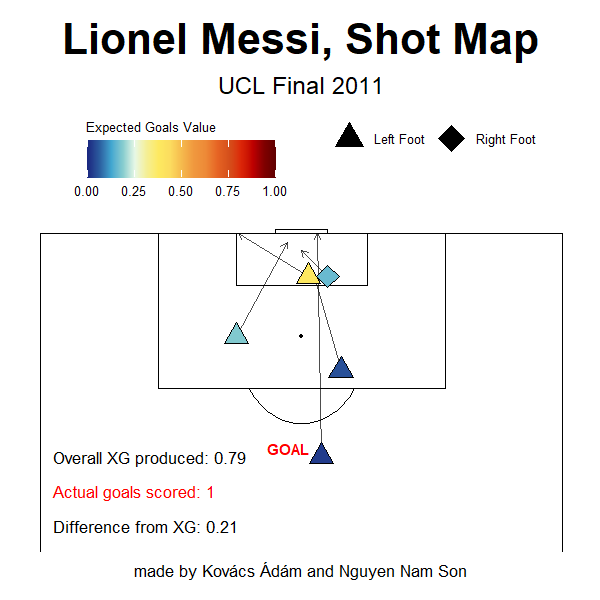 Lionel Messi, Shot Map
UCL Final 2011
Expected Goals Value
0.00 0.25 0.50 0.75 1.00
Left Foot Right Foot
GOAL
Overall XG produced: 0.79
Actual goals scored: 1
Difference from XG: 0.21
made by Kovács Ádám and Nguyen Nam Son